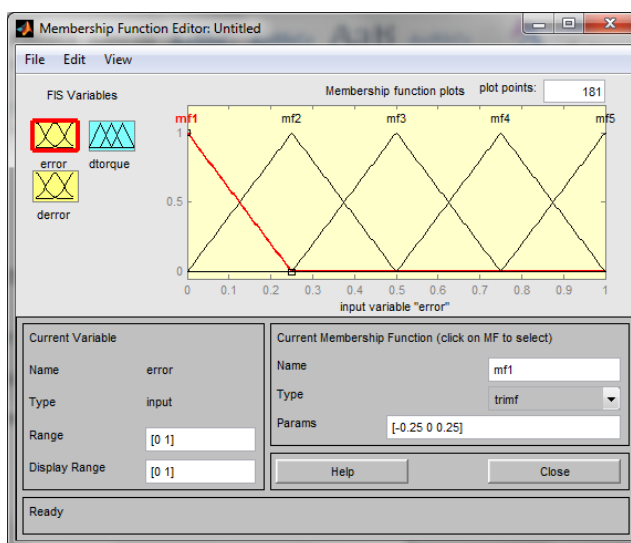 Membership Function Editor: Untitled
File Edit View
FIS Variables
Membership function plots plot points: 181
error dtorque
derror
mf1 mf2 mf3 mf4 mf5
1
0.5
0
0 0.1 0.2 0.3 0.4 0.5 0.6 0.7 0.8 0.9 1
input variable "error"
Current Variable
Name error
Type input
Range [0 1]
Display Range [0 1]
Current Membership Function (click on MF to select)
Name mf1
Type trimf
Params [-0.25 0 0.25]
Help Close
Ready